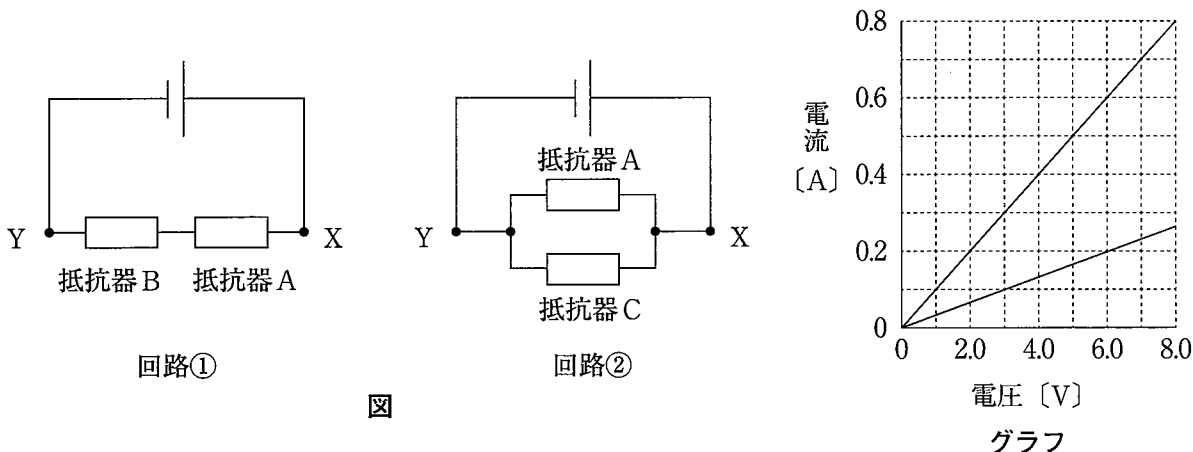 Y
抵抗器B
抵抗器A
X
回路①
抵抗器A
Y
X
抵抗器C
回路②
図
電流〔A〕
0.8
0.6
0.4
0.2
0
0
2.0
4.0
6.0
8.0
電圧〔V〕
グラフ